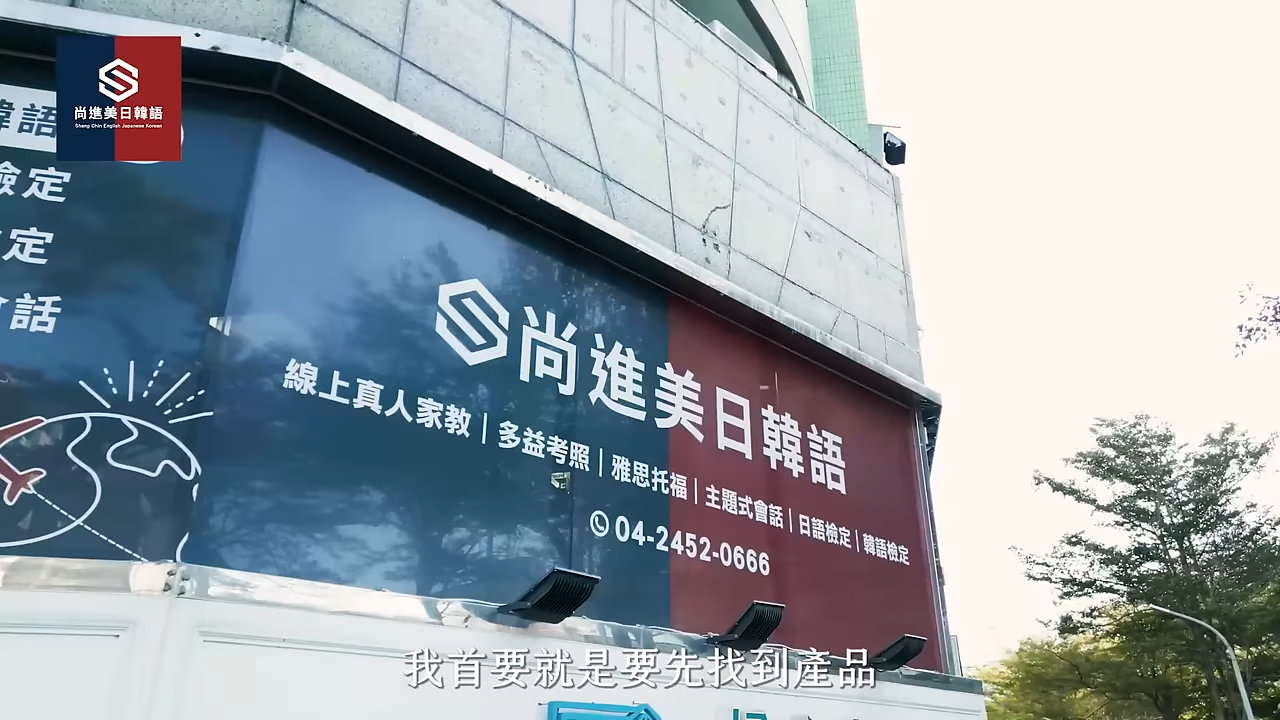 尚進美日韓語
Shang Chin English Japanese Korean
韓語
檢定
定
會話
尚進美日韓語
線上真人家教｜多益考照｜雅思托福｜主題式會話｜日語檢定｜韓語檢定
04-2452-0666
我首要就是要先找到產品